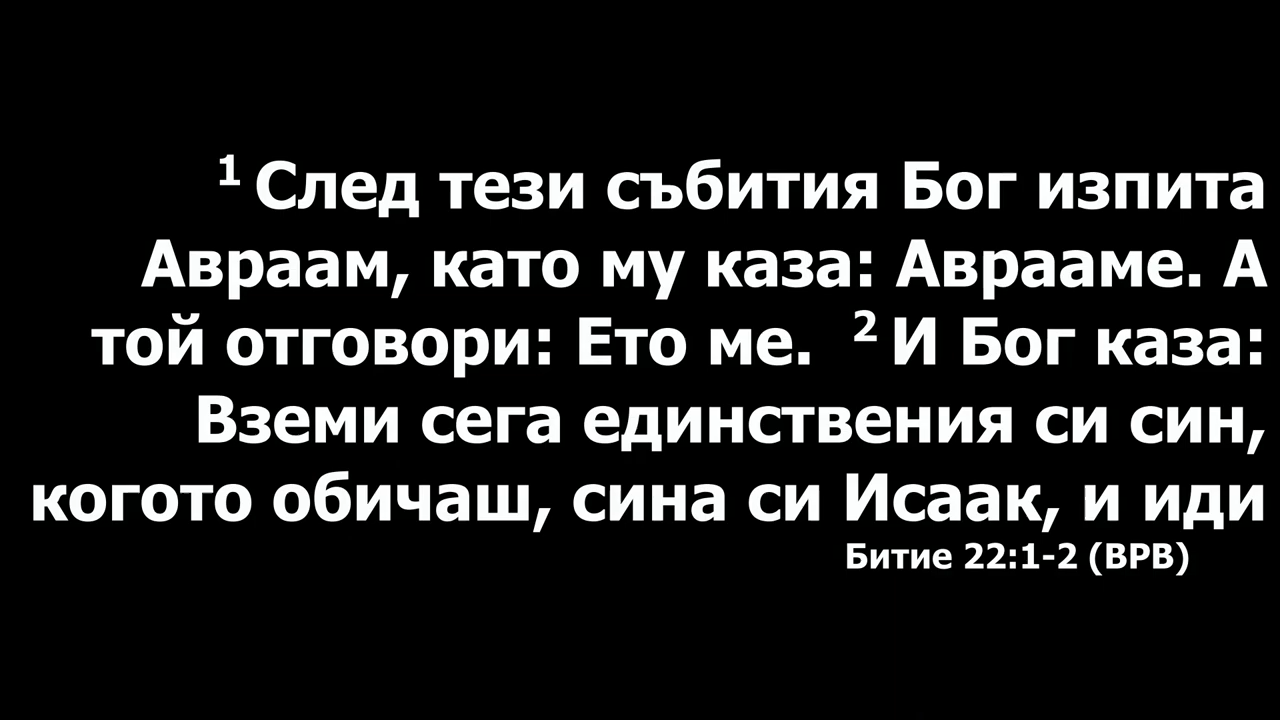 ¹ След тези събития Бог изпита
Авраам, като му каза: Аврааме. А
той отговори: Ето ме. ² И Бог каза:
Вземи сега единствения си син,
когото обичаш, сина си Исаак, и иди
Битие 22:1-2 (ВРВ)